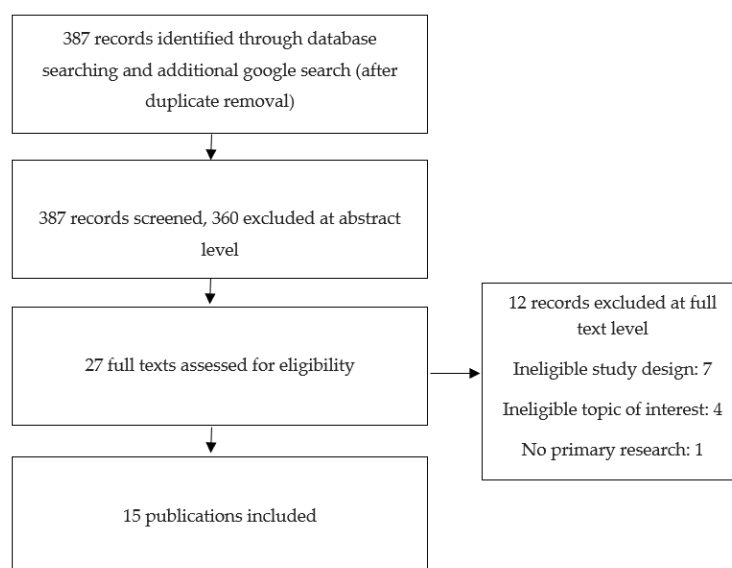 387 records identified through database
searching and additional google search (after
duplicate removal)
387 records screened, 360 excluded at abstract
level
27 full texts assessed for eligibility
12 records excluded at full
text level
Ineligible study design: 7
Ineligible topic of interest: 4
No primary research: 1
15 publications included